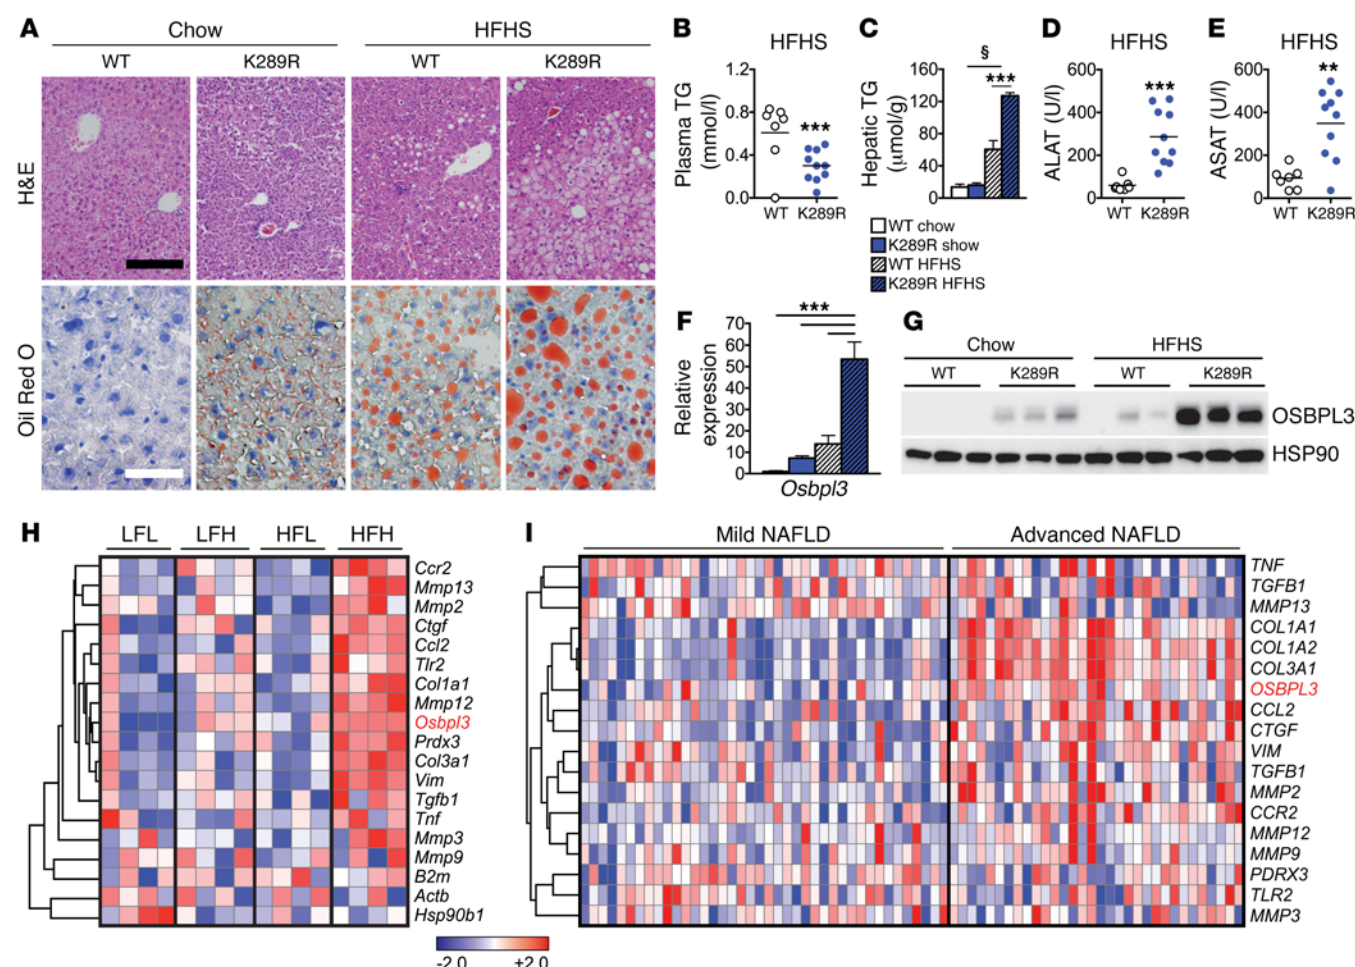 A
Chow
HFHS
WT
K289R
WT
K289R
H&E
Oil Red O
B
HFHS
Plasma TG
(mmol/l)
1.2
0.8
0.4
0.0
***
WT
K289R
C
Hepatic TG
(μmol/g)
160
120
80
40
0
§
***
WT chow
K289R show
WT HFHS
K289R HFHS
D
HFHS
ALAT (U/l)
600
400
200
0
***
WT
K289R
E
HFHS
ASAT (U/l)
600
400
200
0
**
WT
K289R
F
Relative
expression
70
60
50
40
30
20
10
0
***
Osbpl3
G
Chow
HFHS
WT
K289R
WT
K289R
OSBPL3
HSP90
H
LFL
LFH
HFL
HFH
Ccr2
Mmp13
Mmp2
Ctgf
Ccl2
Tlr2
Col1a1
Mmp12
Osbpl3
Prdx3
Col3a1
Vim
Tgfb1
Tnf
Mmp3
Mmp9
B2m
Actb
Hsp90b1
-2.0
+2.0
I
Mild NAFLD
Advanced NAFLD
TNF
TGFB1
MMP13
COL1A1
COL1A2
COL3A1
OSBPL3
CCL2
CTGF
VIM
TGFB1
MMP2
CCR2
MMP12
MMP9
PDRX3
TLR2
MMP3